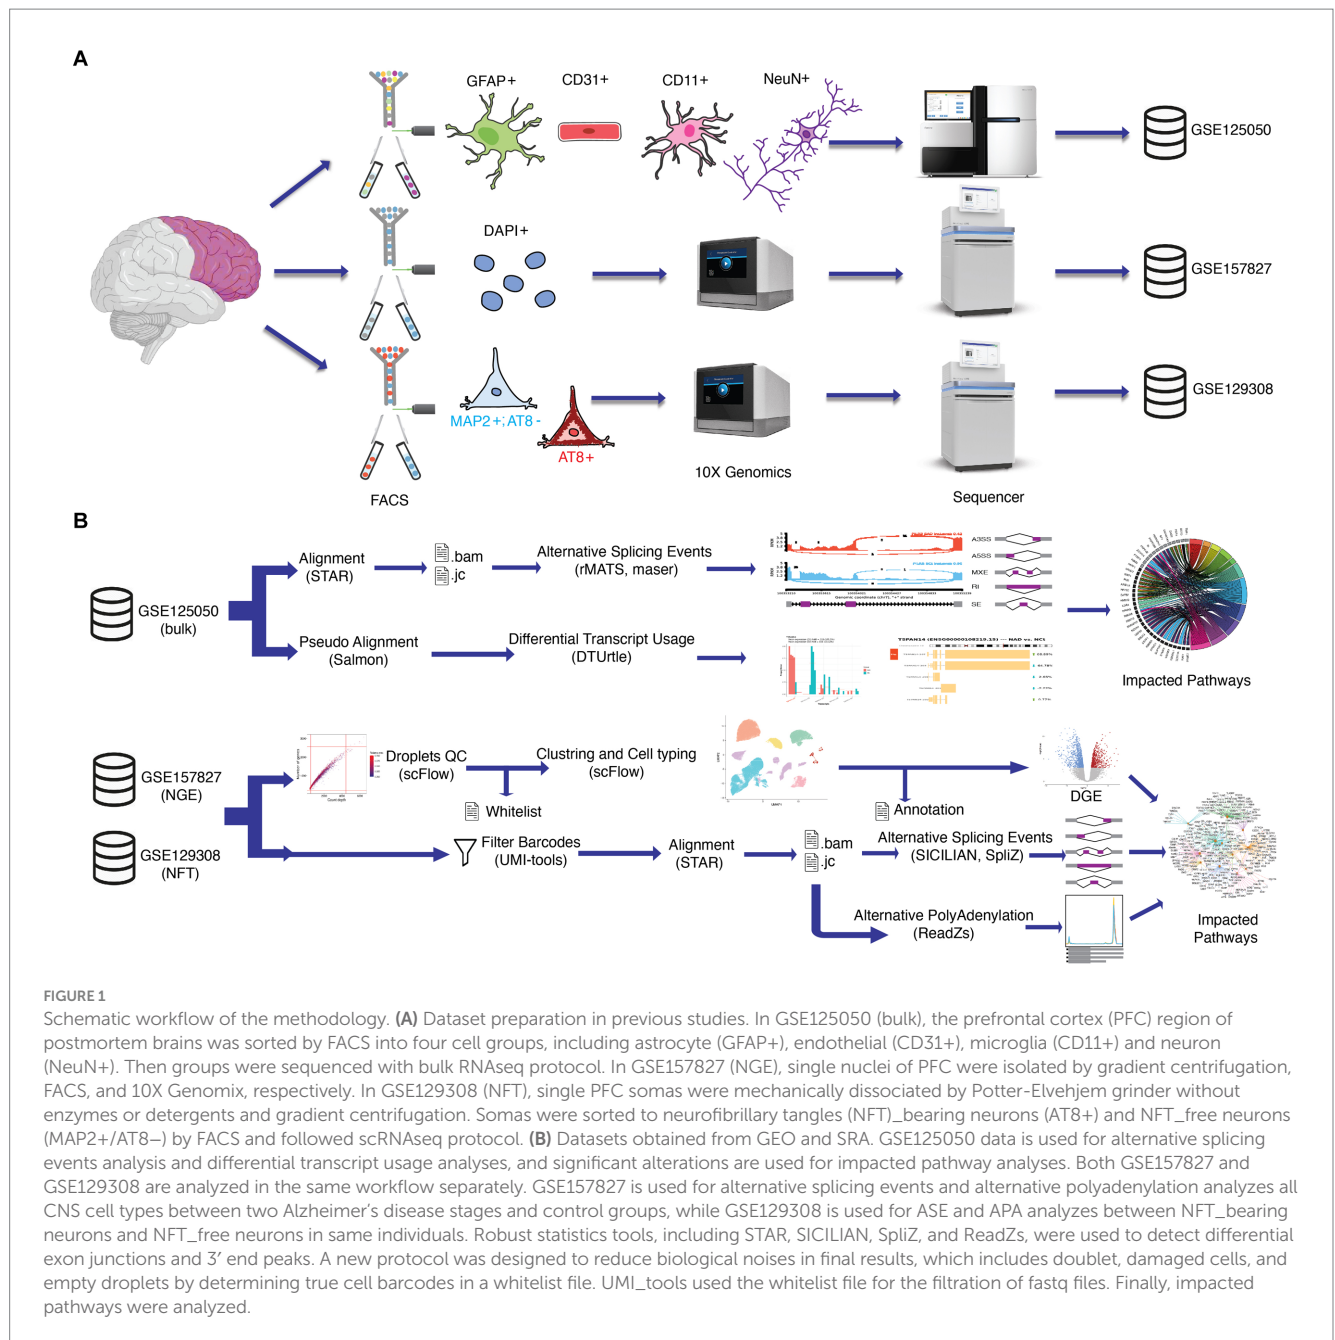 A
GFAP+
CD31+
CD11+
NeuN+
GSE125050
DAPI+
GSE157827
MAP2+;AT8-
AT8+
GSE129308
10X Genomics
Sequencer
FACS
B
Alignment
(STAR)
.bam
.jc
Alternative Splicing Events
(rMATS, maser)
A3SS
A5SS
MXE
RI
SE
GSE125050
(bulk)
Pseudo Alignment
(Salmon)
Differential Transcript Usage
(DTUrtle)
Impacted Pathways
GSE157827
(NGE)
Droplets QC
(scFlow)
Clustring and Cell typing
(scFlow)
Whitelist
Annotation
DGE
GSE129308
(NFT)
Filter Barcodes
(UMI-tools)
Alignment
(STAR)
.bam
.jc
Alternative Splicing Events
(SICILIAN, SpliZ)
Alternative PolyAdenylation
(ReadZs)
Impacted
Pathways
FIGURE 1
Schematic workflow of the methodology. (A) Dataset preparation in previous studies. In GSE125050 (bulk), the prefrontal cortex (PFC) region of
postmortem brains was sorted by FACS into four cell groups, including astrocyte (GFAP+), endothelial (CD31+), microglia (CD11+) and neuron
(NeuN+). Then groups were sequenced with bulk RNAseq protocol. In GSE157827 (NGE), single nuclei of PFC were isolated by gradient centrifugation,
FACS, and 10X Genomix, respectively. In GSE129308 (NFT), single PFC somas were mechanically dissociated by Potter-Elvehjem grinder without
enzymes or detergents and gradient centrifugation. Somas were sorted to neurofibrillary tangles (NFT)_bearing neurons (AT8+) and NFT_free neurons
(MAP2+/AT8−) by FACS and followed scRNAseq protocol. (B) Datasets obtained from GEO and SRA. GSE125050 data is used for alternative splicing
events analysis and differential transcript usage analyses, and significant alterations are used for impacted pathway analyses. Both GSE157827 and
GSE129308 are analyzed in the same workflow separately. GSE157827 is used for alternative splicing events and alternative polyadenylation analyzes all
CNS cell types between two Alzheimer's disease stages and control groups, while GSE129308 is used for ASE and APA analyzes between NFT_bearing
neurons and NFT_free neurons in same individuals. Robust statistics tools, including STAR, SICILIAN, SpliZ, and ReadZs, were used to detect differential
exon junctions and 3′ end peaks. A new protocol was designed to reduce biological noises in final results, which includes doublet, damaged cells, and
empty droplets by determining true cell barcodes in a whitelist file. UMI_tools used the whitelist file for the filtration of fastq files. Finally, impacted
pathways were analyzed.